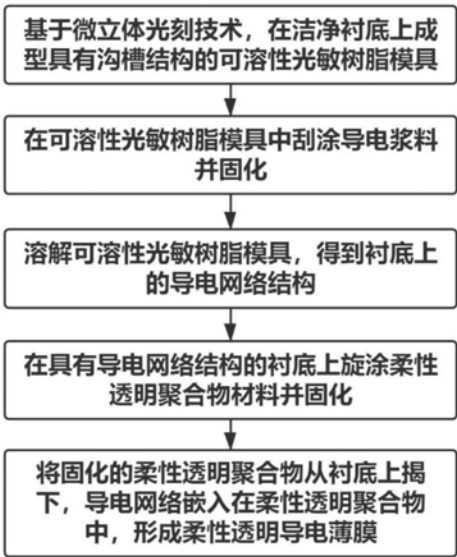 基于微立体光刻技术，在洁净衬底上成
型具有沟槽结构的可溶性光敏树脂模具
在可溶性光敏树脂模具中刮涂导电浆料
并固化
溶解可溶性光敏树脂模具，得到衬底上
的导电网络结构
在具有导电网络结构的衬底上旋涂柔性
透明聚合物材料并固化
将固化的柔性透明聚合物从衬底上揭
下，导电网络嵌入在柔性透明聚合物
中，形成柔性透明导电薄膜